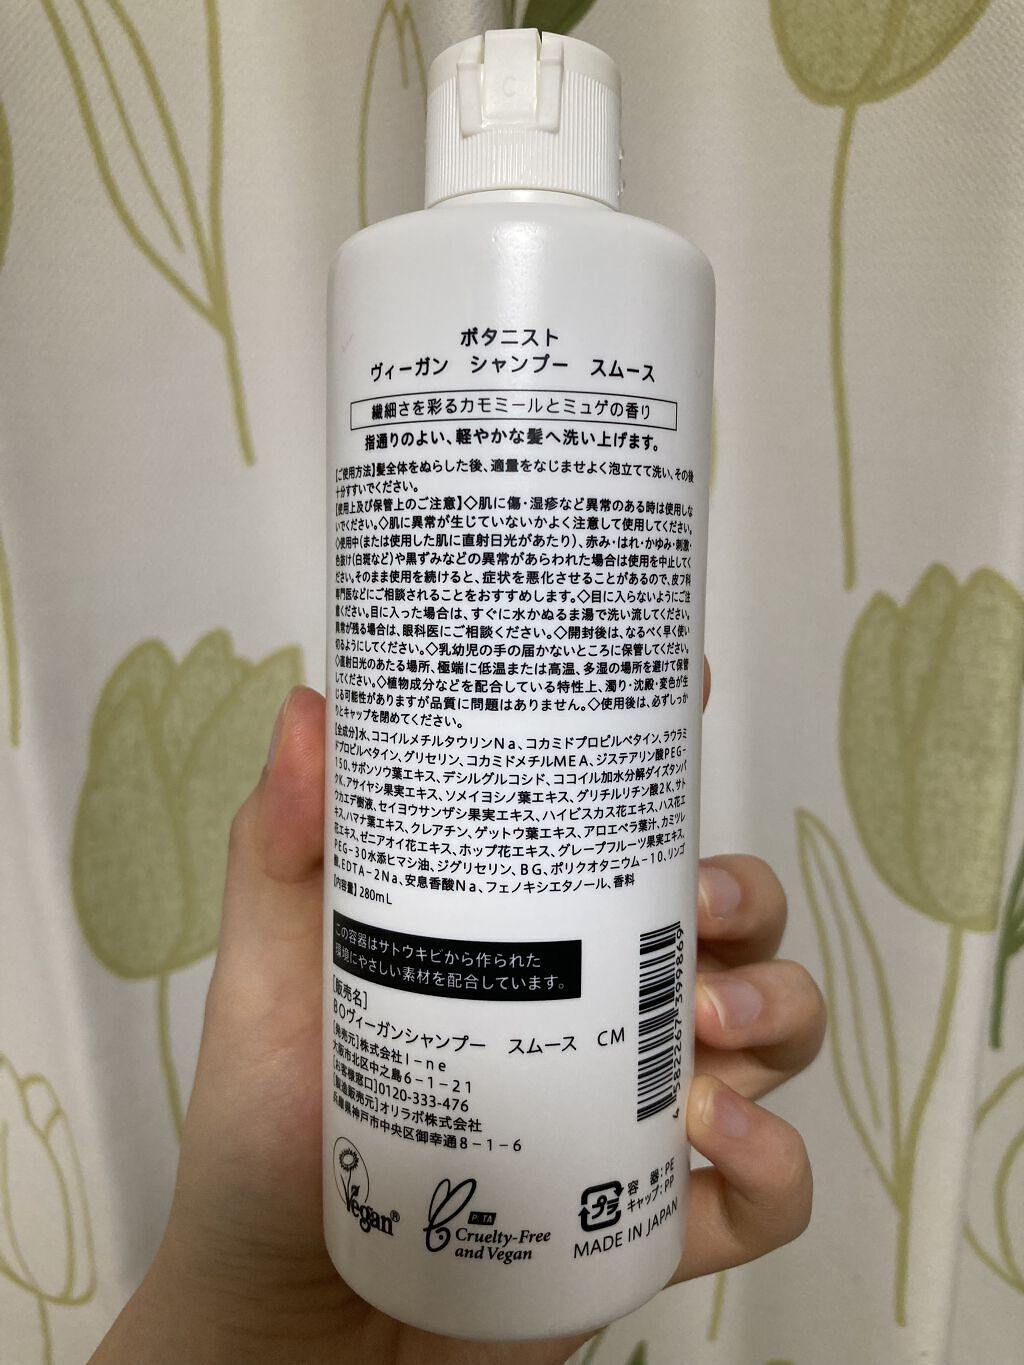 C
ボタニスト
ヴィーガン シャンプー スムース
繊細さを彩るカモミールとミュゲの香り
指通りのよい、軽やかな髪へ洗い上げます。
【ご使用方法】髪全体をぬらした後、適量をなじませよく泡立てて洗い、その後
十分すすいでください。
【使用上及び保管上のご注意】◇肌に傷・湿疹など異常のある時は使用しな
いでください。◇肌に異常が生じていないかよく注意して使用してください。
◇使用中(または使用した肌に直射日光があたり)、赤み・はれ・かゆみ・刺激・
色抜け(白斑など)や黒ずみなどの異常があらわれた場合は使用を中止してく
ださい。そのまま使用を続けると、症状を悪化させることがあるので、皮フ科
専門医などにご相談されることをおすすめします。◇目に入らないようにご注
意ください。目に入った場合は、すぐに水かぬるま湯で洗い流してください。
異常が残る場合は、眼科医にご相談ください。◇開封後は、なるべく早く使い
切るようにしてください。◇乳幼児の手の届かないところに保管してください。
◇直射日光のあたる場所、極端に低温または高温、多湿の場所を避けて保管
してください。◇植物成分などを配合している特性上、濁り・沈殿・変色が生
じる可能性がありますが品質に問題はありません。◇使用後は、必ずしっか
りとキャップを閉めてください。
【全成分】水、ココイルメチルタウリンNa、コカミドプロピルベタイン、ラウラミ
ドプロピルベタイン、グリセリン、コカミドメチルMEA、ジステアリン酸PEG-
150、サボンソウ葉エキス、デシルグルコシド、ココイル加水分解ダイズタンパ
クK、アサイヤシ果実エキス、ソメイヨシノ葉エキス、グリチルリチン酸2K、サト
ウカエデ樹液、セイヨウサンザシ果実エキス、ハイビスカス花エキス、ハス花エ
キス、ハマナ葉エキス、クレアチン、ゲットウ葉エキス、アロエベラ葉汁、カミツレ
花エキス、ゼニアオイ花エキス、ホップ花エキス、グレープフルーツ果実エキス、
PEG-30水添ヒマシ油、ジグリセリン、BG、ポリクオタニウム-10、リンゴ
酸、EDTA-2Na、安息香酸Na、フェノキシエタノール、香料
【内容量】280mL
この容器はサトウキビから作られた
環境にやさしい素材を配合しています。
[販売名]
BOヴィーガンシャンプー スムース CM
[発売元]株式会社I-ne
大阪市北区中之島6-1-21
[お客様窓口]0120-333-476
[製造販売元]オリラボ株式会社
兵庫県神戸市中央区御幸通8-1-6
4 582267 399869
Vegan®
PETA
Cruelty-Free
and Vegan
プラ
容 器:PE
キャップ:PP
MADE IN JAPAN